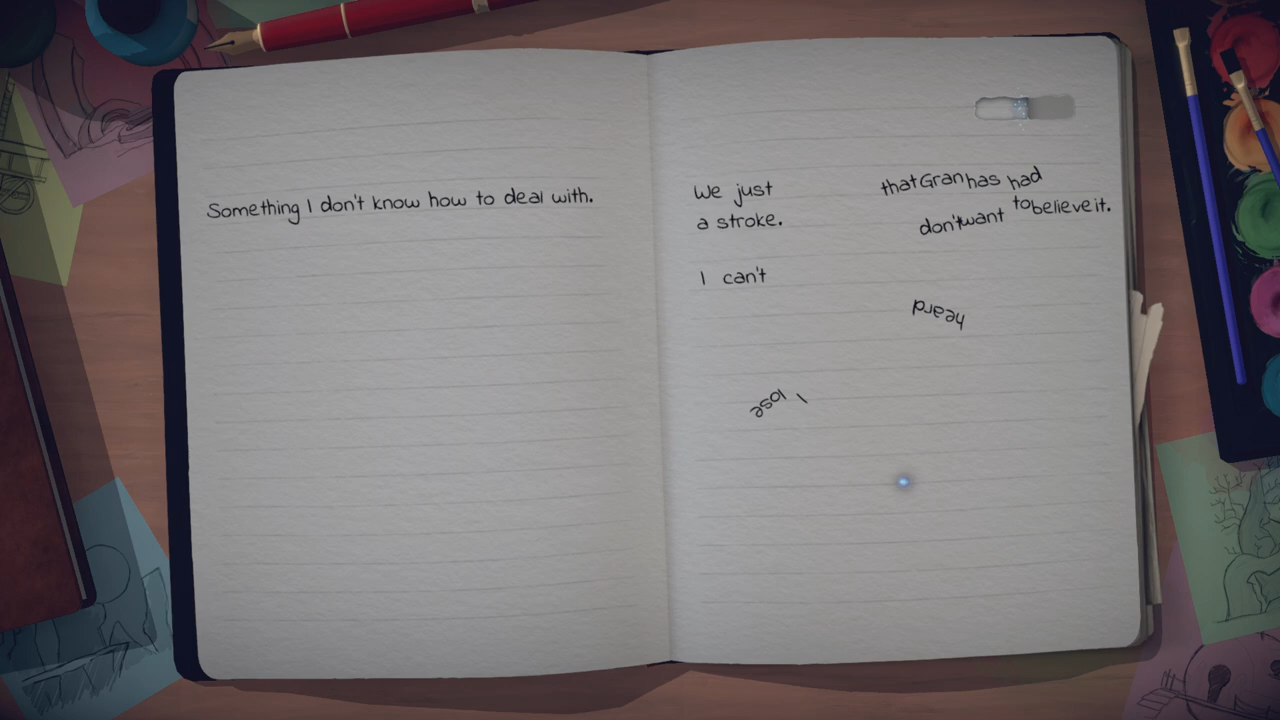 Something I don't know how to deal with.
We just
that Gran has had
a stroke.
don't want
to believe it.
I can't
heard
I
lose